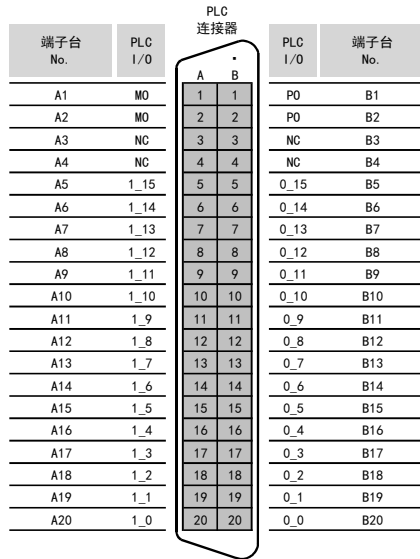 PLC
连接器
端子台 No. PLC I/O A B PLC I/O 端子台 No.
A1 M0 1 1 P0 B1
A2 M0 2 2 P0 B2
A3 NC 3 3 NC B3
A4 NC 4 4 NC B4
A5 1_15 5 5 0_15 B5
A6 1_14 6 6 0_14 B6
A7 1_13 7 7 0_13 B7
A8 1_12 8 8 0_12 B8
A9 1_11 9 9 0_11 B9
A10 1_10 10 10 0_10 B10
A11 1_9 11 11 0_9 B11
A12 1_8 12 12 0_8 B12
A13 1_7 13 13 0_7 B13
A14 1_6 14 14 0_6 B14
A15 1_5 15 15 0_5 B15
A16 1_4 16 16 0_4 B16
A17 1_3 17 17 0_3 B17
A18 1_2 18 18 0_2 B18
A19 1_1 19 19 0_1 B19
A20 1_0 20 20 0_0 B20